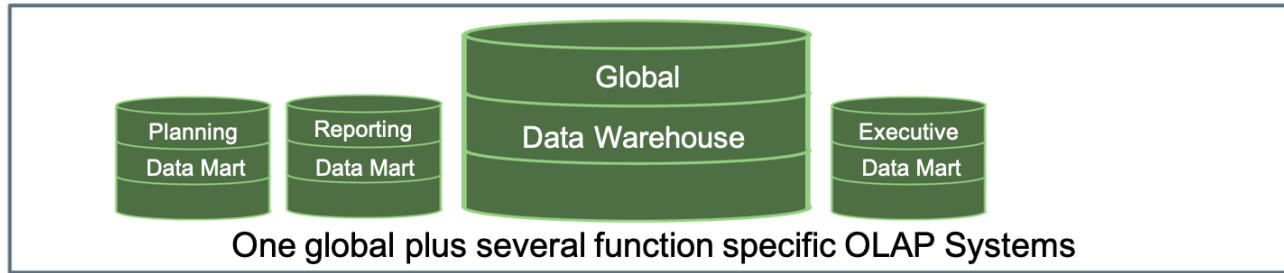 Planning
Data Mart
Reporting
Data Mart
Global
Data Warehouse
Executive
Data Mart
One global plus several function specific OLAP Systems